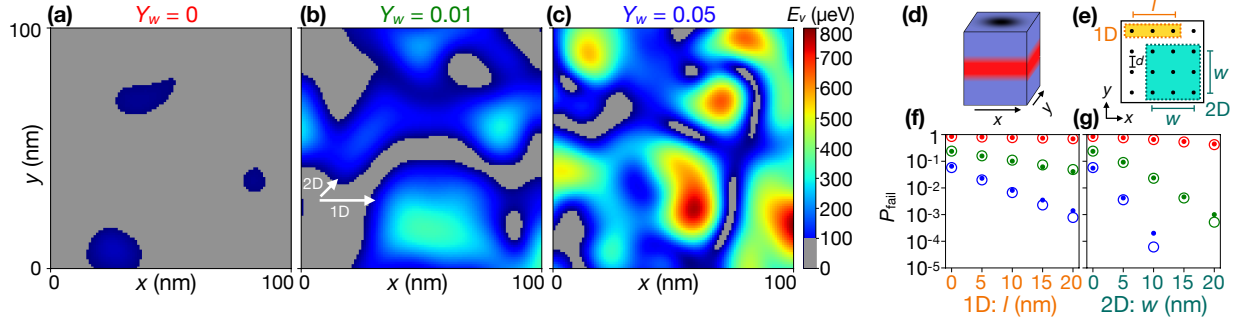 (a) Y_w = 0
(b) Y_w = 0.01
(c) Y_w = 0.05
E_v (μeV)
(d)
(e)
100
y (nm)
0
0
x (nm)
100
2D
1D
0
x (nm)
100
0
x (nm)
100
800
700
600
500
400
300
200
100
0
x
y
l
1D
d
w
w
2D
y
x
(f)
(g)
P_fail
1
10^-1
10^-2
10^-3
10^-4
10^-5
0 5 10 15 20
1D: l (nm)
0 5 10 15 20
2D: w (nm)